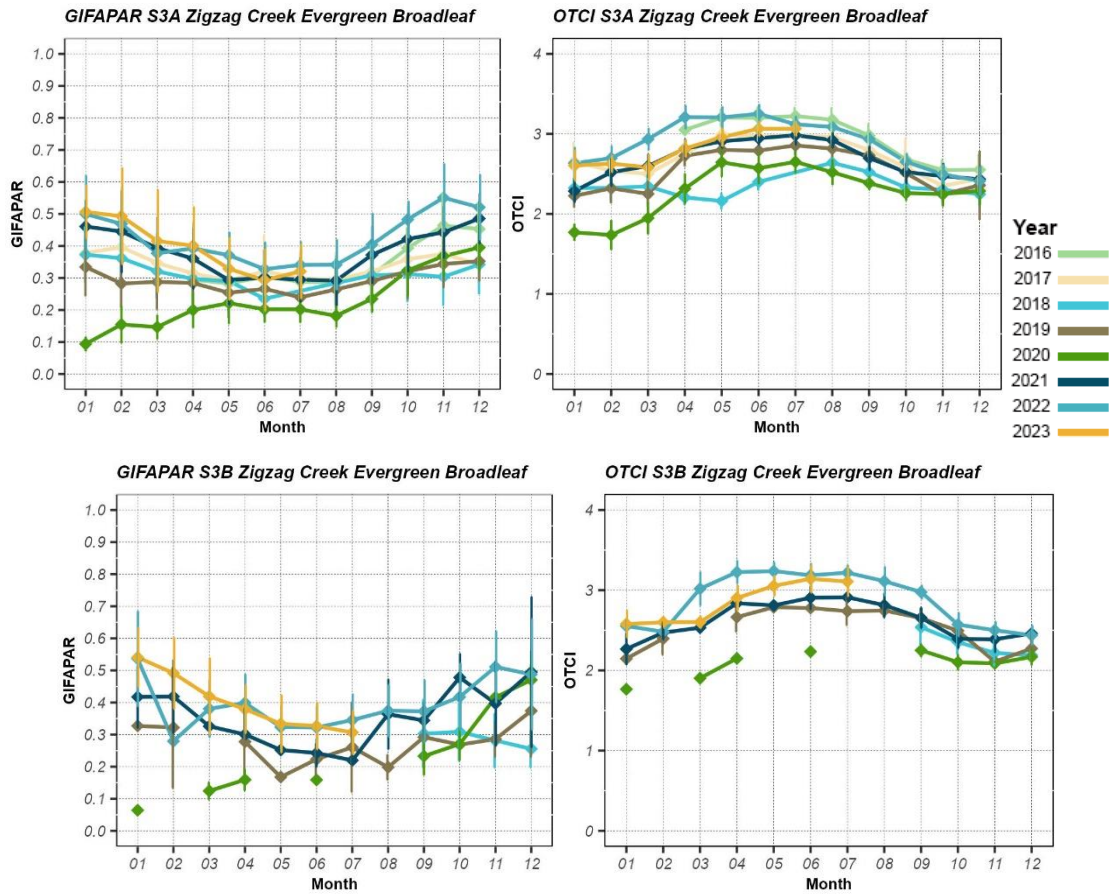 GIFAPAR S3A Zigzag Creek Evergreen Broadleaf
1.0
0.9
0.8
0.7
0.6
0.5
0.4
0.3
0.2
0.1
0.0
GIFAPAR
01 02 03 04 05 06 07 08 09 10 11 12
Month
OTCI S3A Zigzag Creek Evergreen Broadleaf
4
3
2
1
0
OTCI
01 02 03 04 05 06 07 08 09 10 11 12
Month
Year
2016
2017
2018
2019
2020
2021
2022
2023
GIFAPAR S3B Zigzag Creek Evergreen Broadleaf
1.0
0.9
0.8
0.7
0.6
0.5
0.4
0.3
0.2
0.1
0.0
GIFAPAR
01 02 03 04 05 06 07 08 09 10 11 12
Month
OTCI S3B Zigzag Creek Evergreen Broadleaf
4
3
2
1
0
OTCI
01 02 03 04 05 06 07 08 09 10 11 12
Month